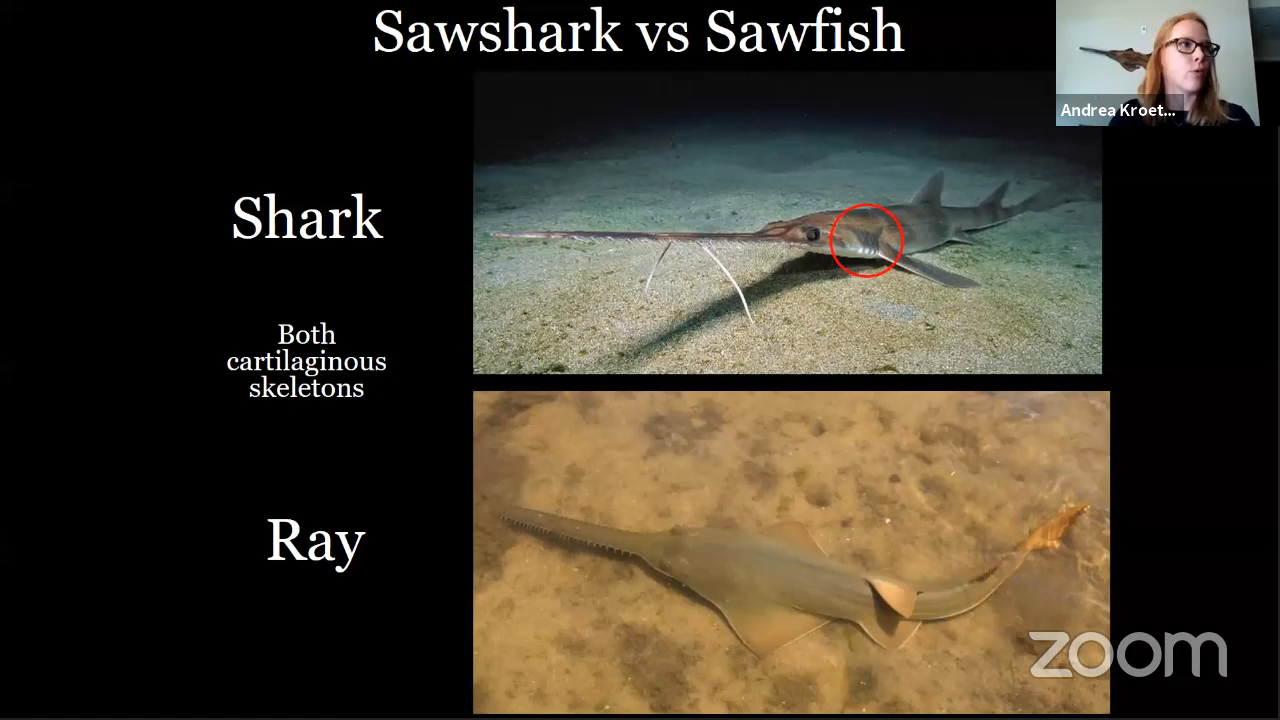 Sawshark vs Sawfish
Andrea Kroet...
Shark
Both
cartilaginous
skeletons
Ray
zoom